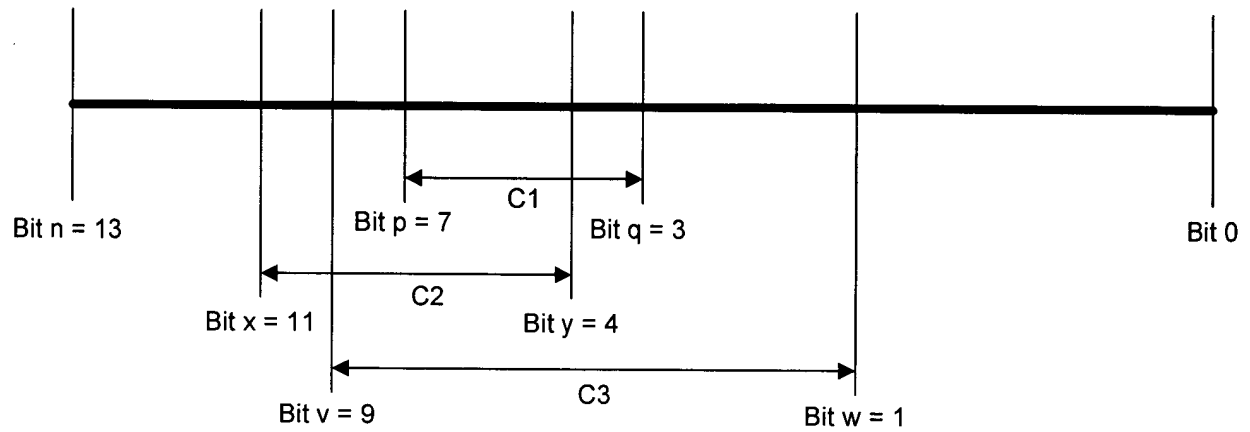 C1
Bit n = 13
Bit p = 7
Bit q = 3
Bit 0
C2
Bit x = 11
Bit y = 4
C3
Bit v = 9
Bit w = 1